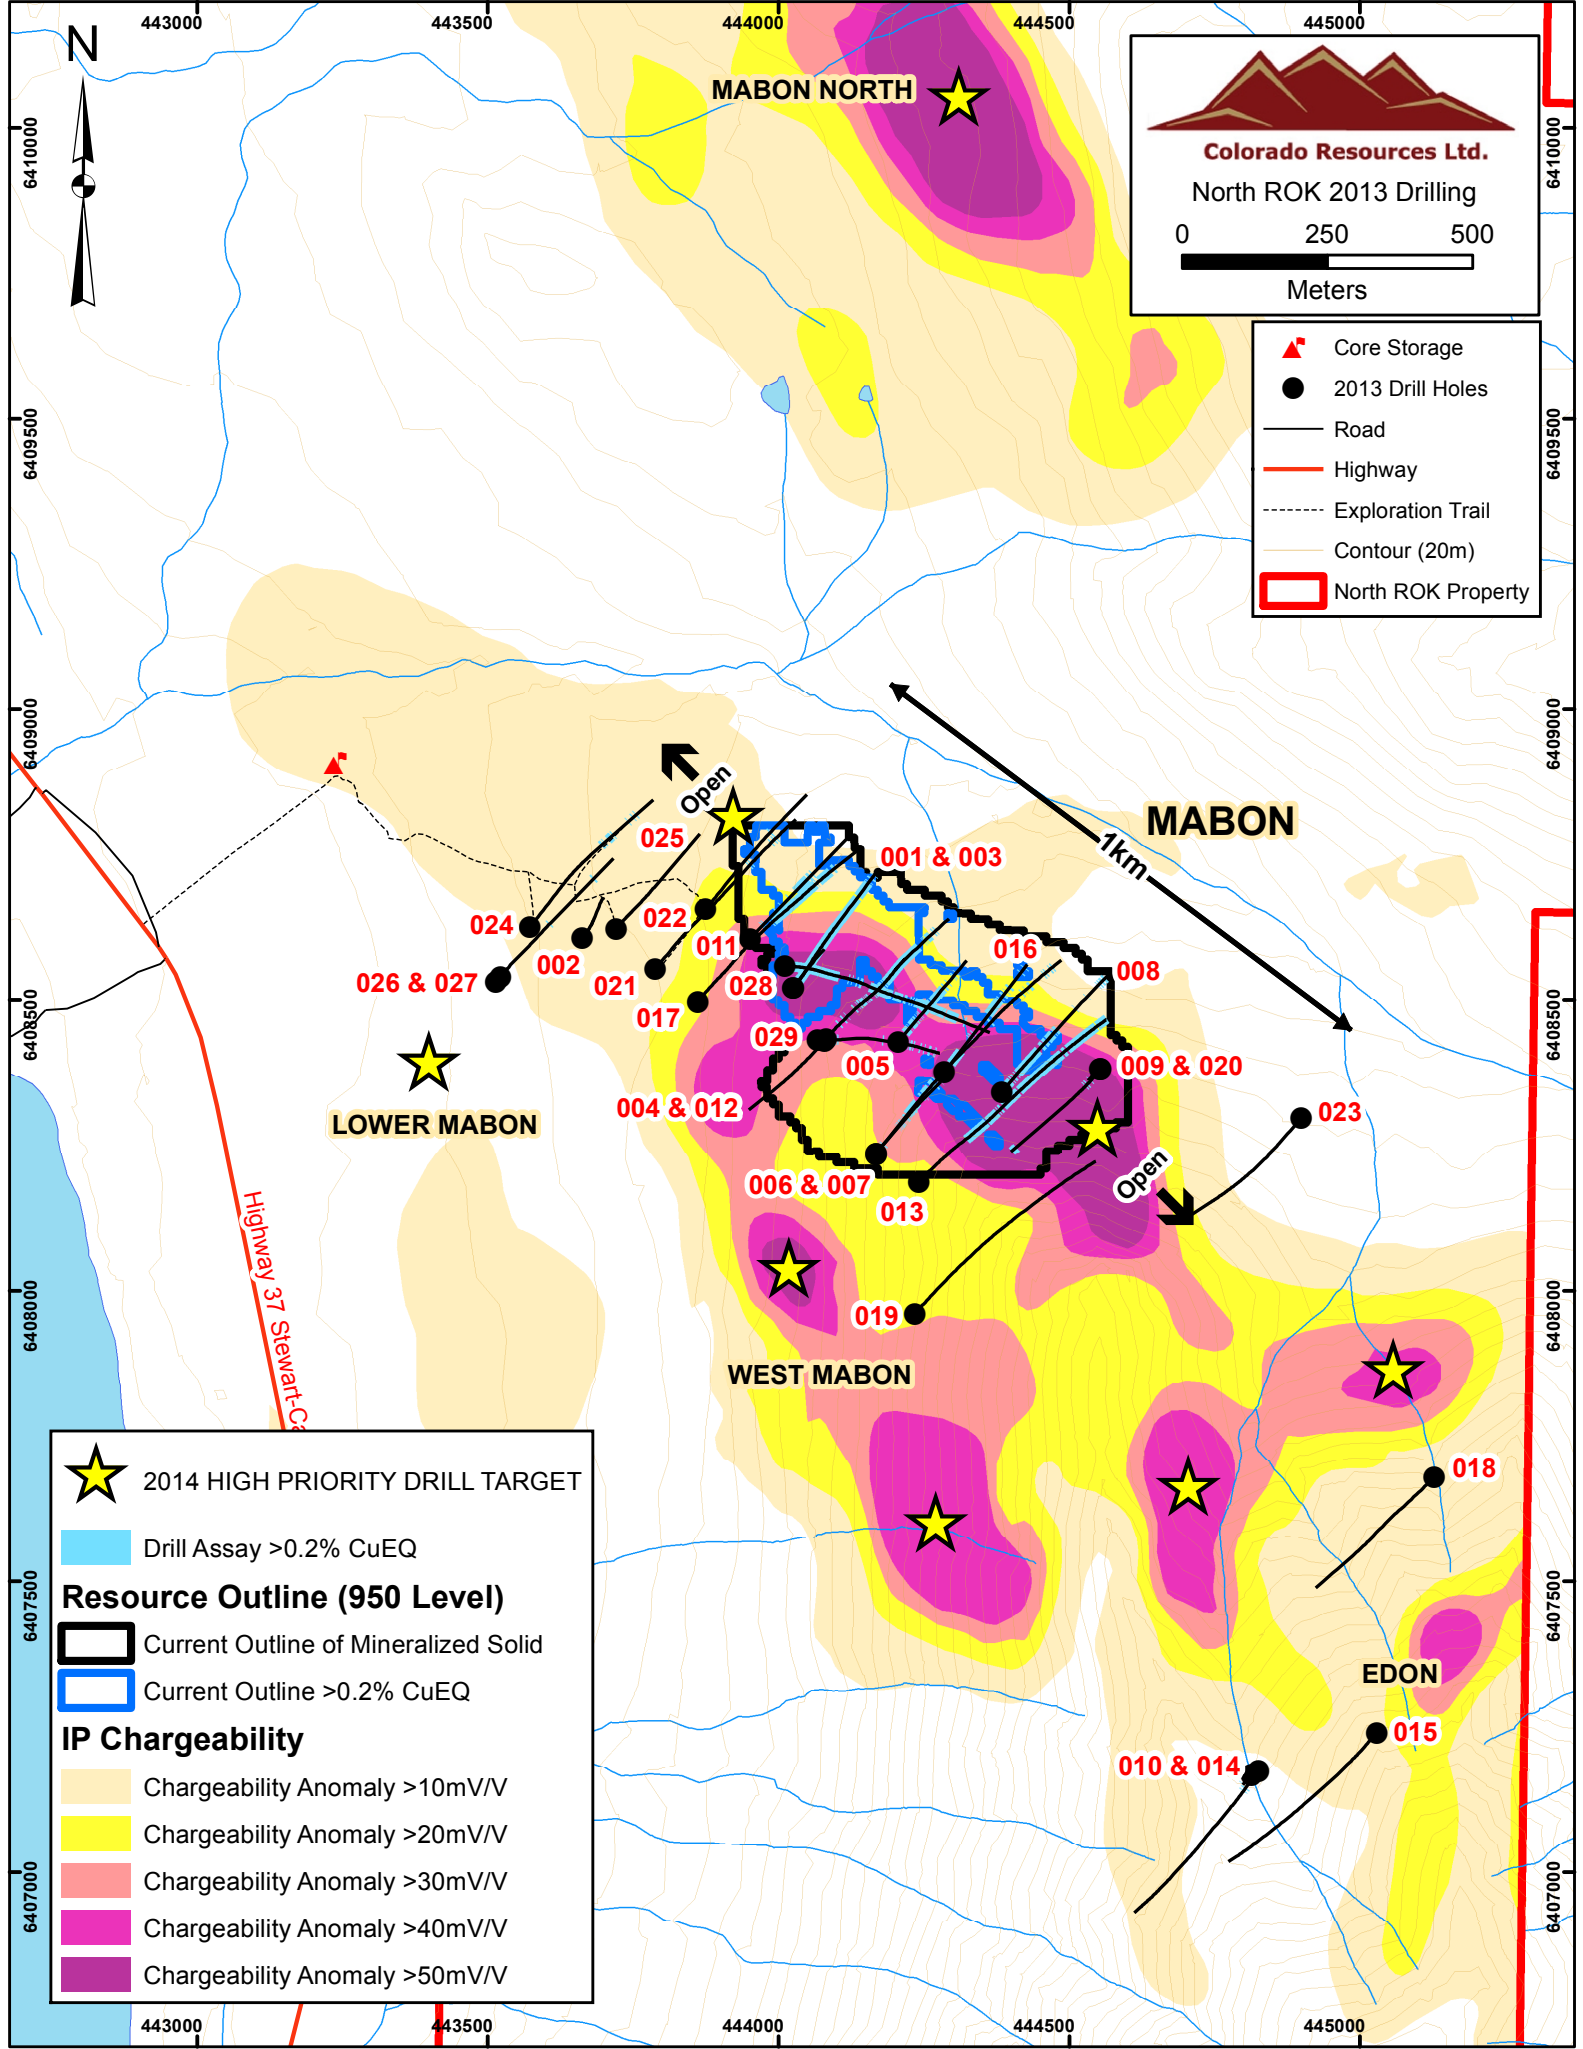 443000
443500
444000
444500
445000
N
MABON NORTH
Colorado Resources Ltd.
North ROK 2013 Drilling
0 250 500
Meters
6410000
6410000
Core Storage
2013 Drill Holes
Road
Highway
Exploration Trail
Contour (20m)
North ROK Property
6409500
6409500
6409000
6409000
Open
MABON
1km
025
001 & 003
024
022
002
011
016
008
026 & 027
021
028
017
029
005
009 & 020
004 & 012
023
6408500
6408500
LOWER MABON
006 & 007
013
Open
Highway 37 Stewart-Ca
019
6408000
6408000
WEST MABON
018
6407500
6407500
EDON
015
010 & 014
2014 HIGH PRIORITY DRILL TARGET
Drill Assay >0.2% CuEQ
Resource Outline (950 Level)
Current Outline of Mineralized Solid
Current Outline >0.2% CuEQ
IP Chargeability
Chargeability Anomaly >10mV/V
Chargeability Anomaly >20mV/V
Chargeability Anomaly >30mV/V
Chargeability Anomaly >40mV/V
Chargeability Anomaly >50mV/V
6407000
6407000
443000
443500
444000
444500
445000